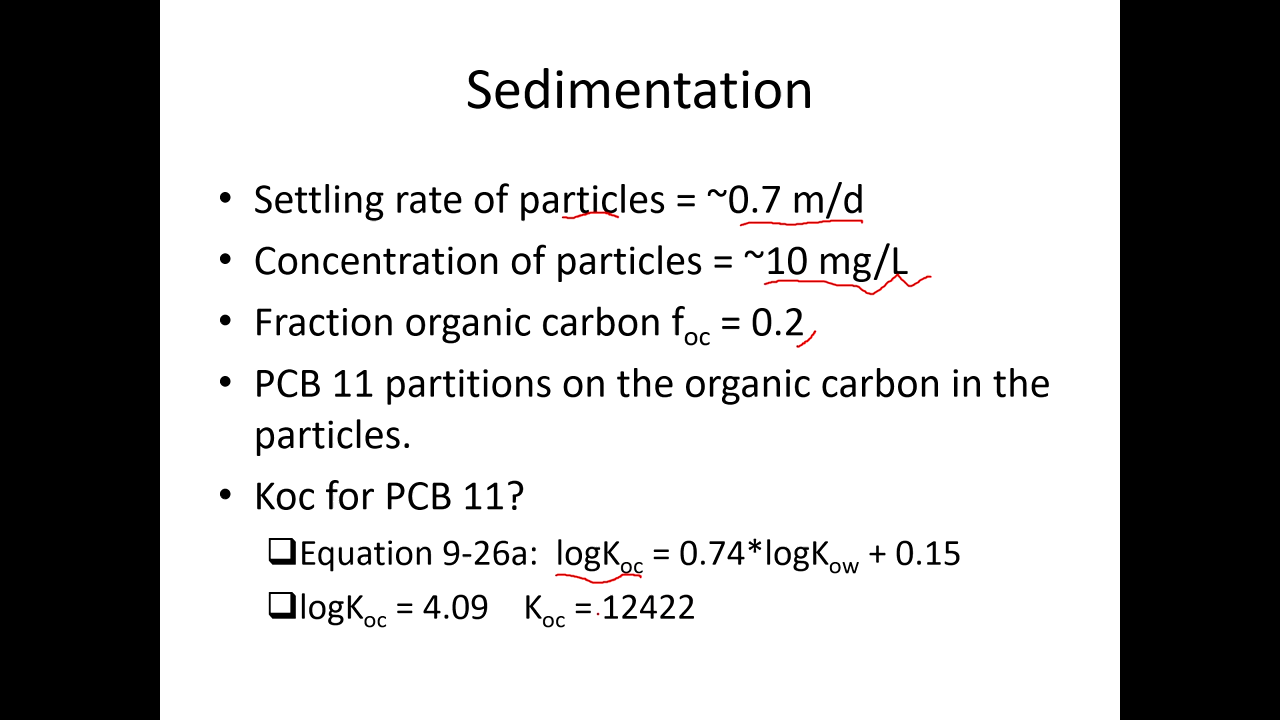 Sedimentation
• Settling rate of particles = ~0.7 m/d
• Concentration of particles = ~10 mg/L
• Fraction organic carbon foc = 0.2
• PCB 11 partitions on the organic carbon in the
particles.
• Koc for PCB 11?
❑Equation 9-26a: logKoc = 0.74*logKow + 0.15
❑logKoc = 4.09 Koc = 12422